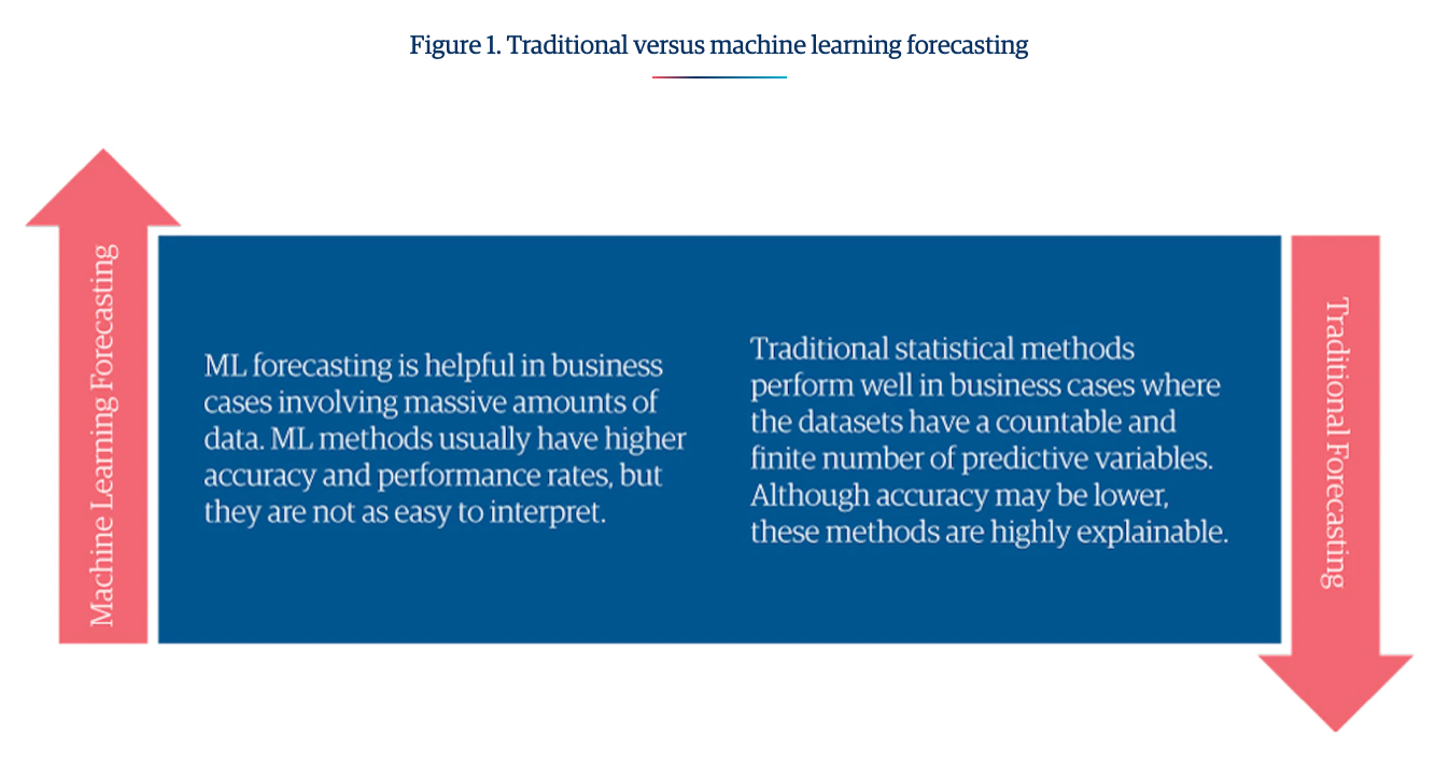 Figure 1. Traditional versus machine learning forecasting
Machine Learning Forecasting
ML forecasting is helpful in business
cases involving massive amounts of
data. ML methods usually have higher
accuracy and performance rates, but
they are not as easy to interpret.
Traditional statistical methods
perform well in business cases where
the datasets have a countable and
finite number of predictive variables.
Although accuracy may be lower,
these methods are highly explainable.
Traditional Forecasting